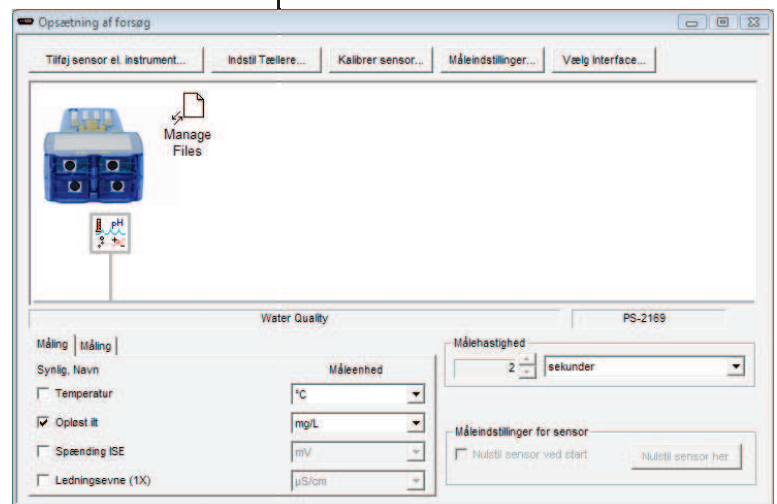 Opsætning af forsøg
Tilføj sensor el. instrument... Indstil Tællere... Kalibrer sensor... Måleindstillinger... Vælg Interface...
Manage
Files
pH
Water Quality PS-2169
Måling Måling
Synlig, Navn Måleenhed
Temperatur °C
Opløst ilt mg/L
Spænding ISE mV
Ledningsevne (1X) µS/cm
Målehastighed
2 sekunder
Måleindstillinger for sensor
Nulstil sensor ved start Nulstil sensor her